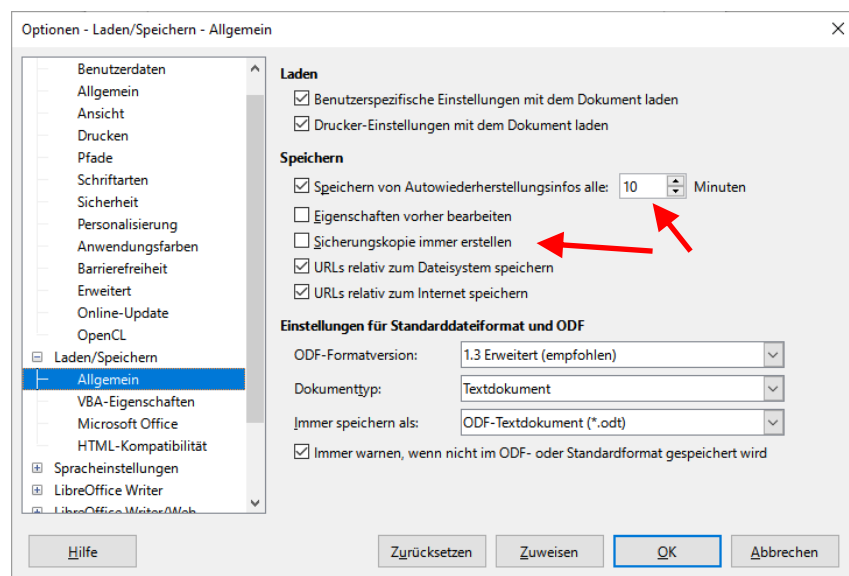 Optionen - Laden/Speichern - Allgemein
Benutzerdaten
Allgemein
Ansicht
Drucken
Pfade
Schriftarten
Sicherheit
Personalisierung
Anwendungsfarben
Barrierefreiheit
Erweitert
Online-Update
OpenCL
Laden/Speichern
Allgemein
VBA-Eigenschaften
Microsoft Office
HTML-Kompatibilität
Spracheinstellungen
LibreOffice Writer
LibreOffice Writer/Web
Laden
Benutzerspezifische Einstellungen mit dem Dokument laden
Drucker-Einstellungen mit dem Dokument laden
Speichern
Speichern von Autowiederherstellungsinfos alle: 10 Minuten
Eigenschaften vorher bearbeiten
Sicherungskopie immer erstellen
URLs relativ zum Dateisystem speichern
URLs relativ zum Internet speichern
Einstellungen für Standarddateiformat und ODF
ODF-Formatversion: 1.3 Erweitert (empfohlen)
Dokumenttyp: Textdokument
Immer speichern als: ODF-Textdokument (*.odt)
Immer warnen, wenn nicht im ODF- oder Standardformat gespeichert wird
Hilfe Zurücksetzen Zuweisen OK Abbrechen